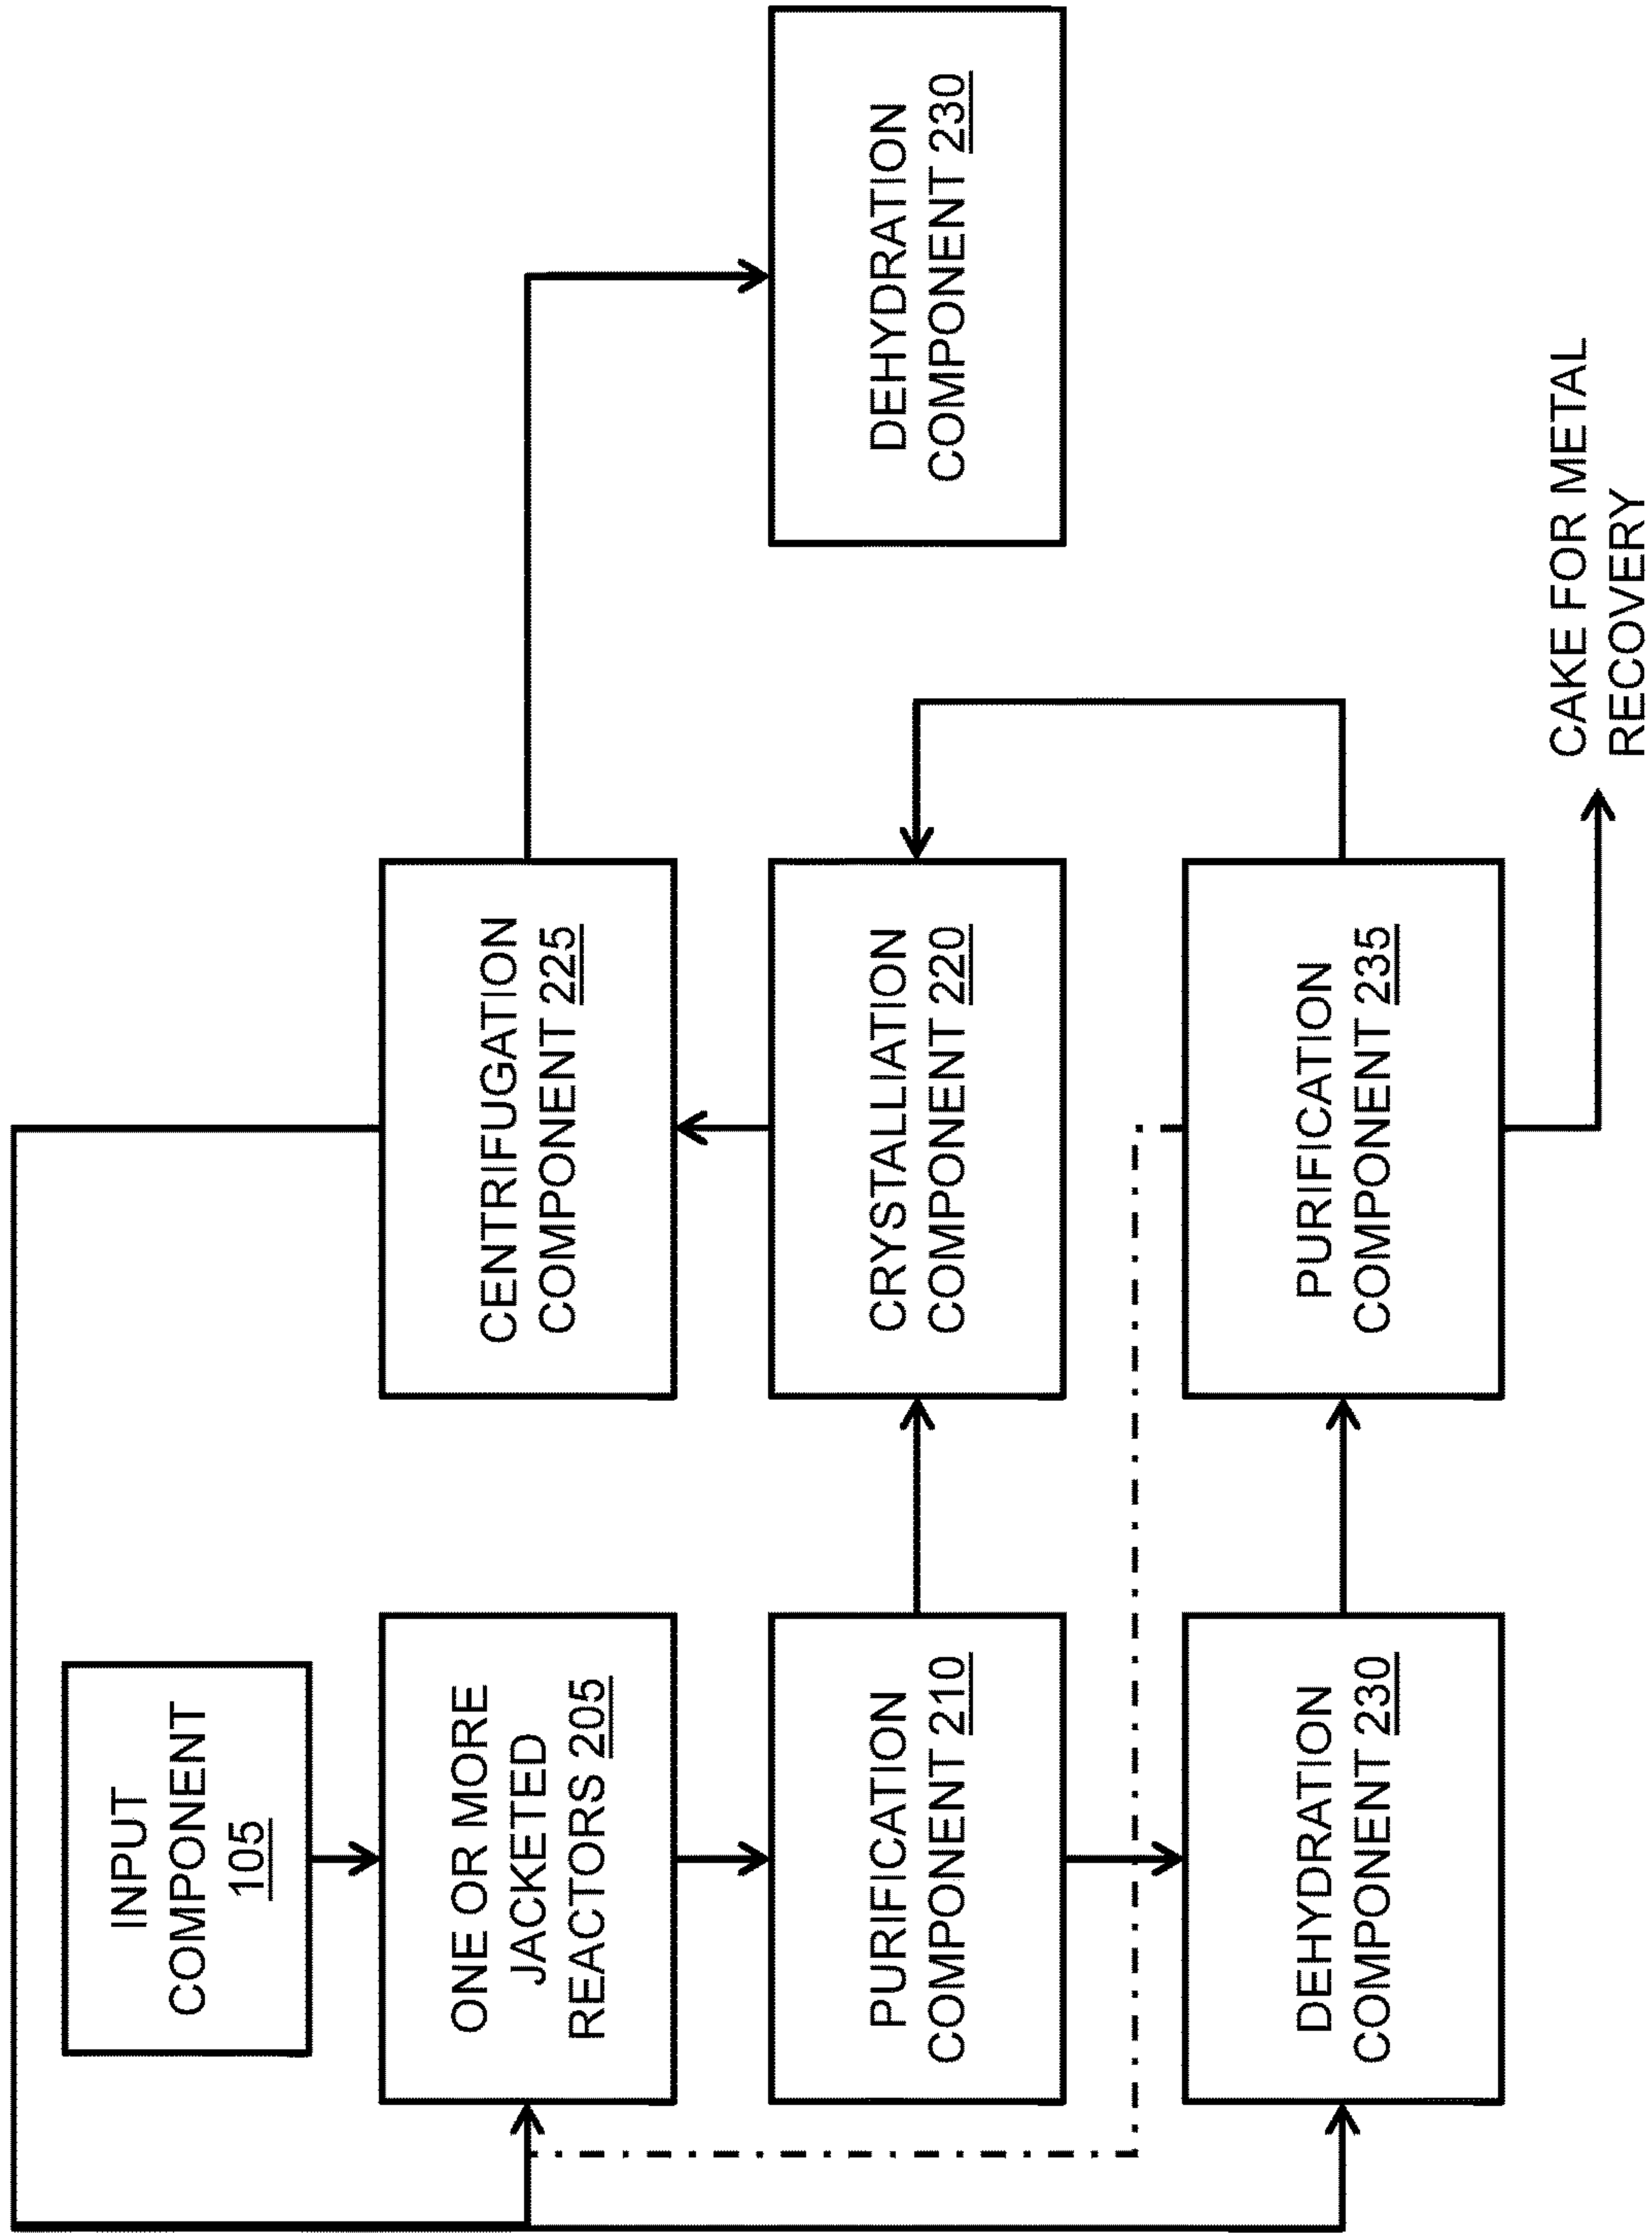 INPUT
COMPONENT
105
ONE OR MORE
JACKETED
REACTORS 205
PURIFICATION
COMPONENT 210
DEHYDRATION
COMPONENT 230
CENTRIFUGATION
COMPONENT 225
CRYSTALLIATION
COMPONENT 220
PURIFICATION
COMPONENT 235
DEHYDRATION
COMPONENT 230
CAKE FOR METAL
RECOVERY